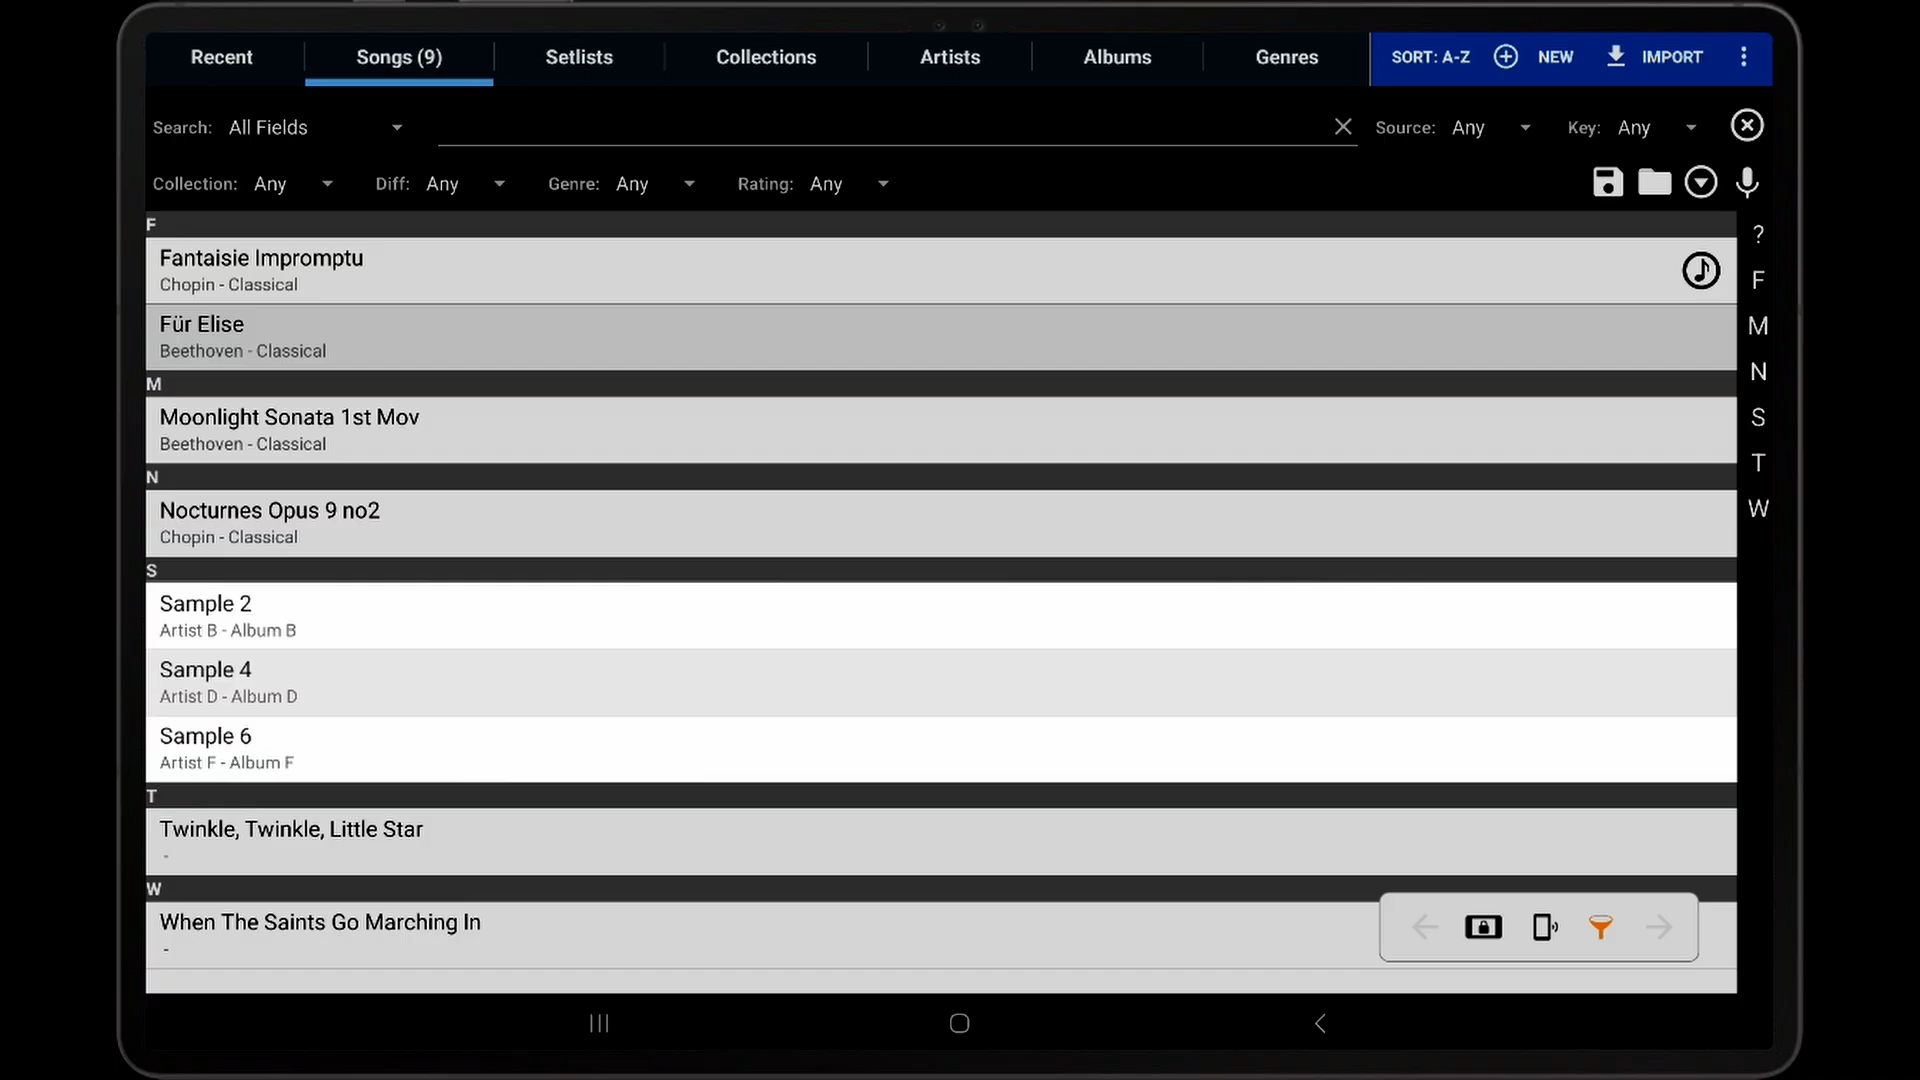 Recent Songs (9) Setlists Collections Artists Albums Genres SORT: A-Z NEW IMPORT
Search: All Fields Source: Any Key: Any
Collection: Any Diff: Any Genre: Any Rating: Any
F
Fantaisie Impromptu
Chopin - Classical
Für Elise
Beethoven - Classical
M
Moonlight Sonata 1st Mov
Beethoven - Classical
N
Nocturnes Opus 9 no2
Chopin - Classical
S
Sample 2
Artist B - Album B
Sample 4
Artist D - Album D
Sample 6
Artist F - Album F
T
Twinkle, Twinkle, Little Star
-
W
When The Saints Go Marching In
-
?
F
M
N
S
T
W